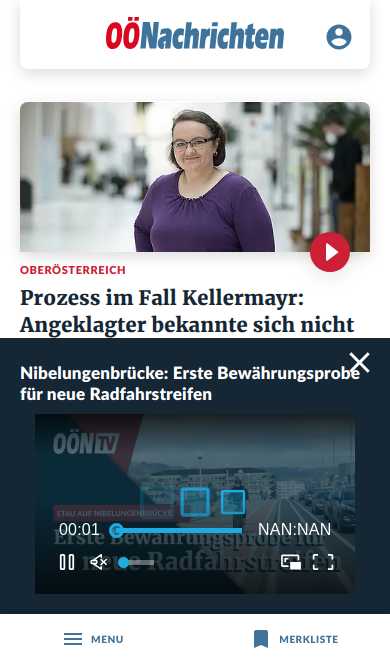 OÖNachrichten
OBERÖSTERREICH
Prozess im Fall Kellermayr:
Angeklagter bekannte sich nicht
Nibelungenbrücke: Erste Bewährungsprobe
für neue Radfahrstreifen
OÖN TV
STAU AUF NIBELUNGENBRÜCKE
Erste Bewährungsprobe für
neue Radfahrstreifen
00:01
NAN:NAN
MENU
MERKLISTE